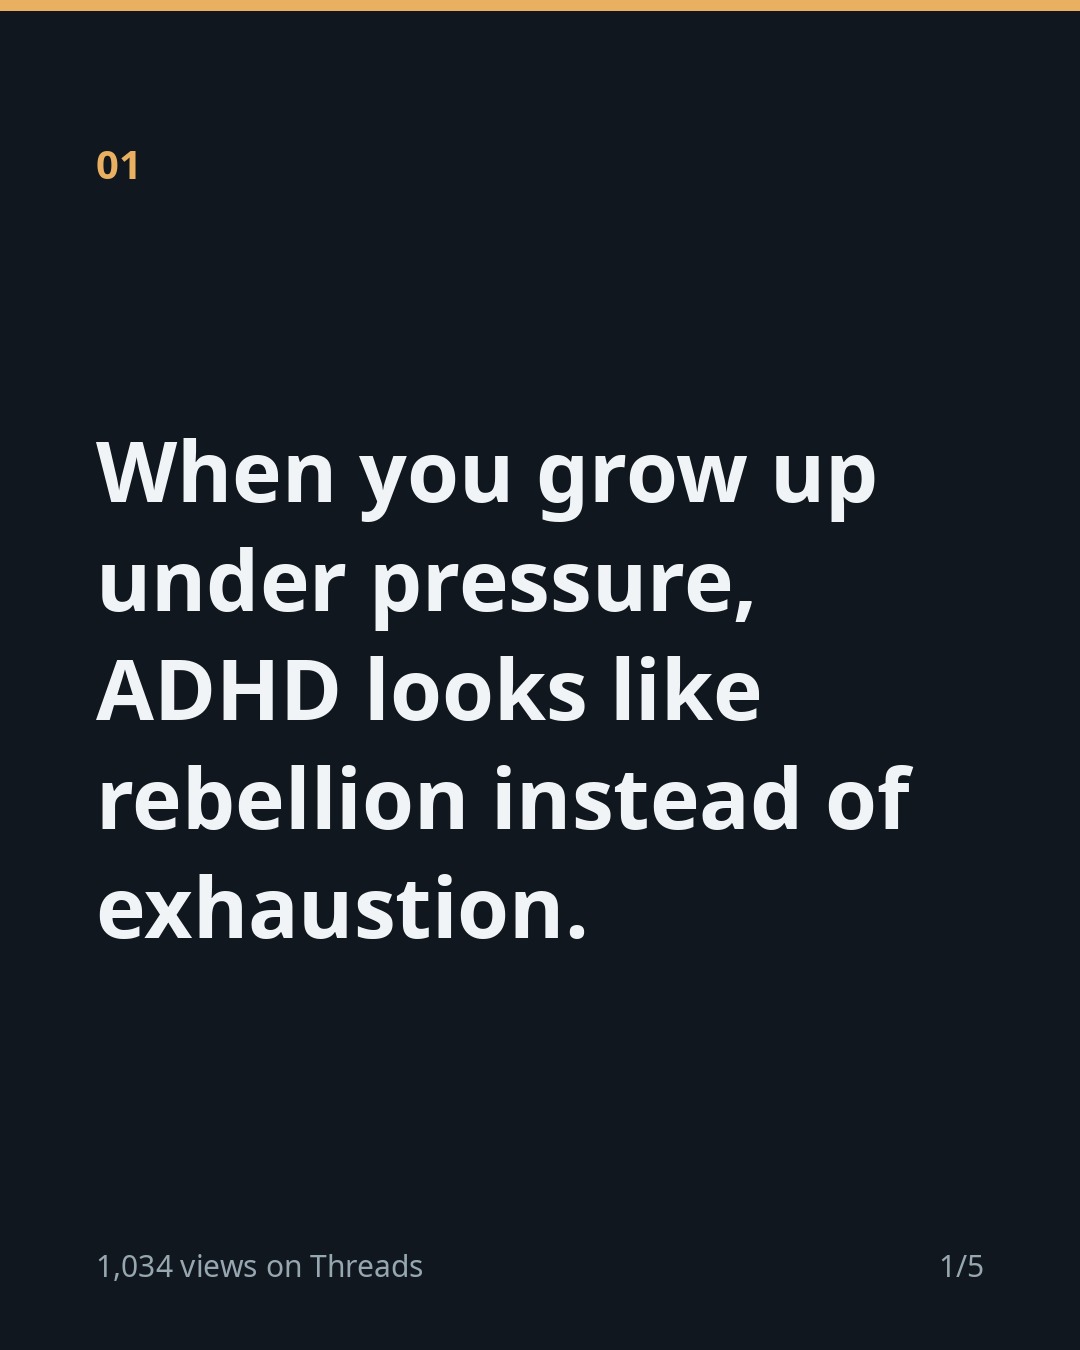 01
When you grow up
under pressure,
ADHD looks like
rebellion instead of
exhaustion.
1,034 views on Threads
1/5